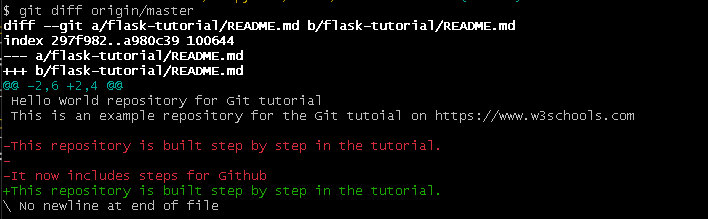 $ git diff origin/master
diff --git a/flask-tutorial/README.md b/flask-tutorial/README.md
index 297f982..a980c39 100644
--- a/flask-tutorial/README.md
+++ b/flask-tutorial/README.md
@@ -2,6 +2,4 @@
 Hello World repository for Git tutorial
 This is an example repository for the Git tutoial on https://www.w3schools.com

-This repository is built step by step in the tutorial.
-
-It now includes steps for Github
+This repository is built step by step in the tutorial.
\ No newline at end of file